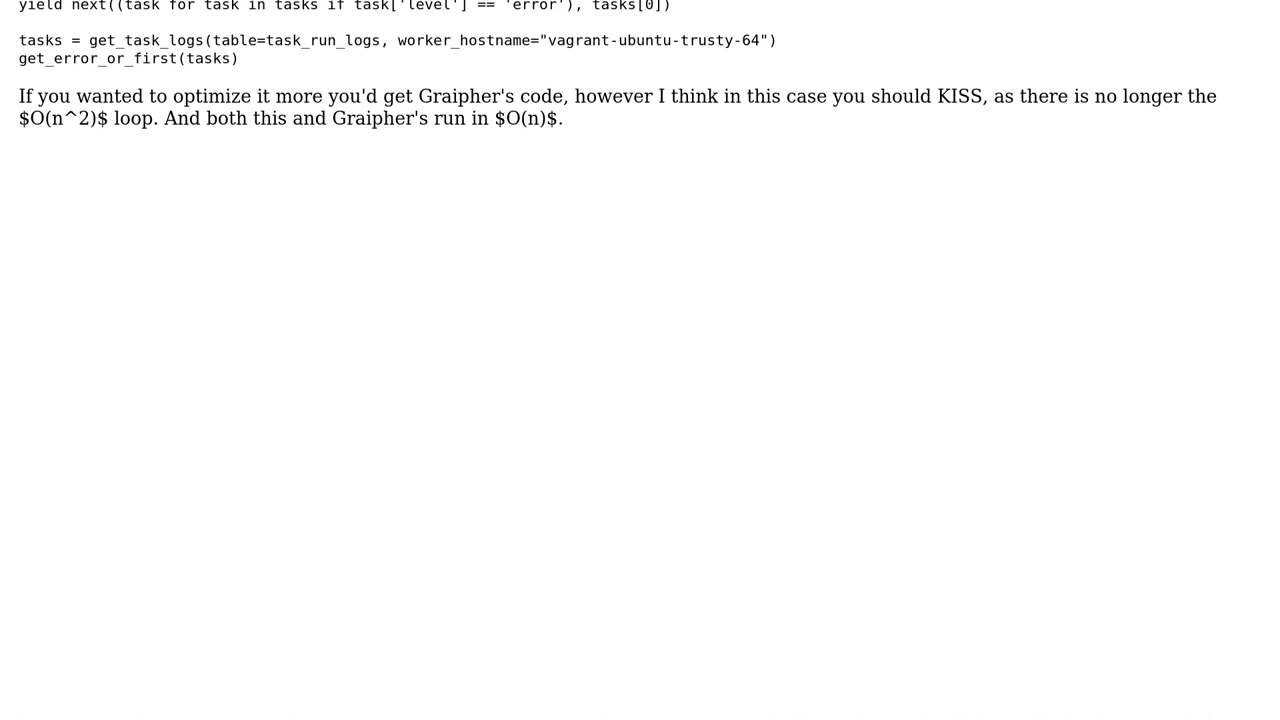 yield next((task for task in tasks if task['level'] == 'error'), tasks[0])
tasks = get_task_logs(table=task_run_logs, worker_hostname="vagrant-ubuntu-trusty-64")
get_error_or_first(tasks)
If you wanted to optimize it more you'd get Graipher's code, however I think in this case you should KISS, as there is no longer the
$O(n^2)$ loop. And both this and Graipher's run in $O(n)$.